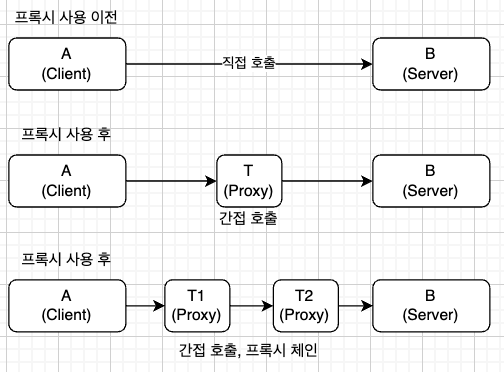 프록시 사용 이전
A
(Client)
직접 호출
B
(Server)
프록시 사용 후
A
(Client)
T
(Proxy)
B
(Server)
간접 호출
프록시 사용 후
A
(Client)
T1
(Proxy)
T2
(Proxy)
B
(Server)
간접 호출, 프록시 체인